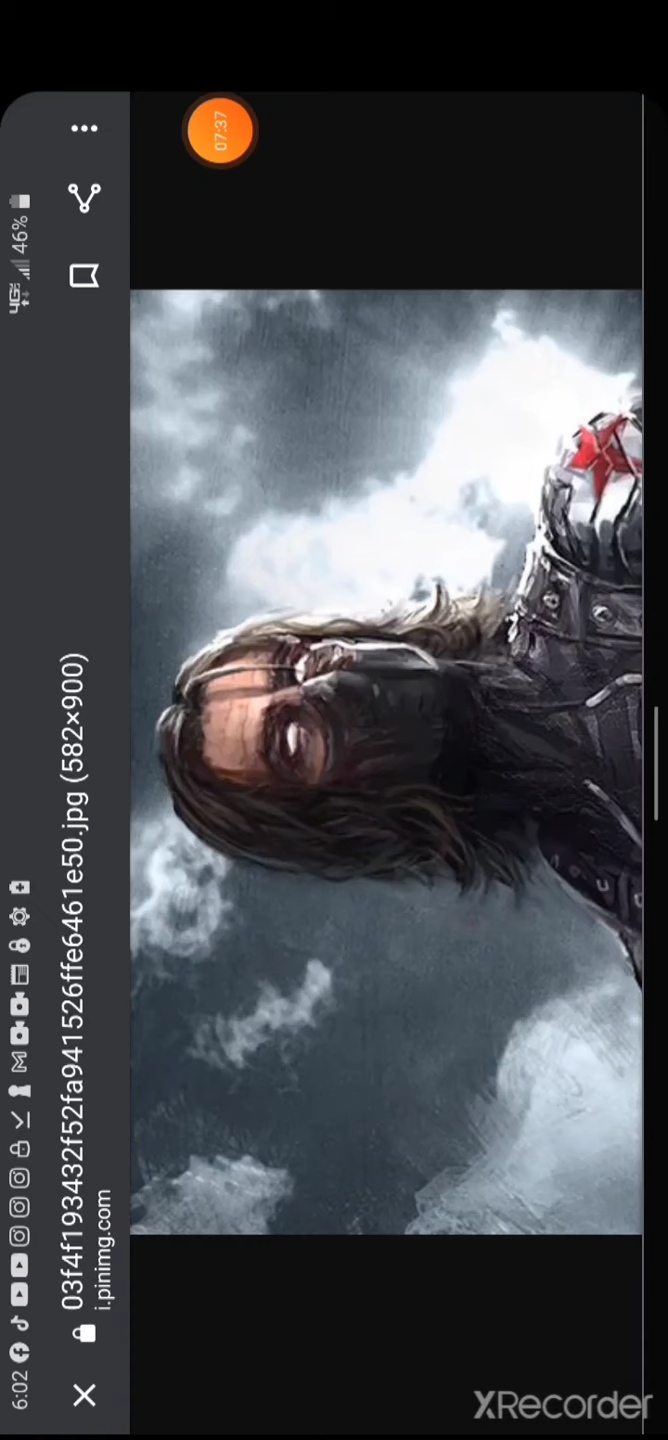 6:02
46%
03f4f193432f52fa941526ffe6461e50.jpg (582×900)
i.pinimg.com
07:37
XRecorder